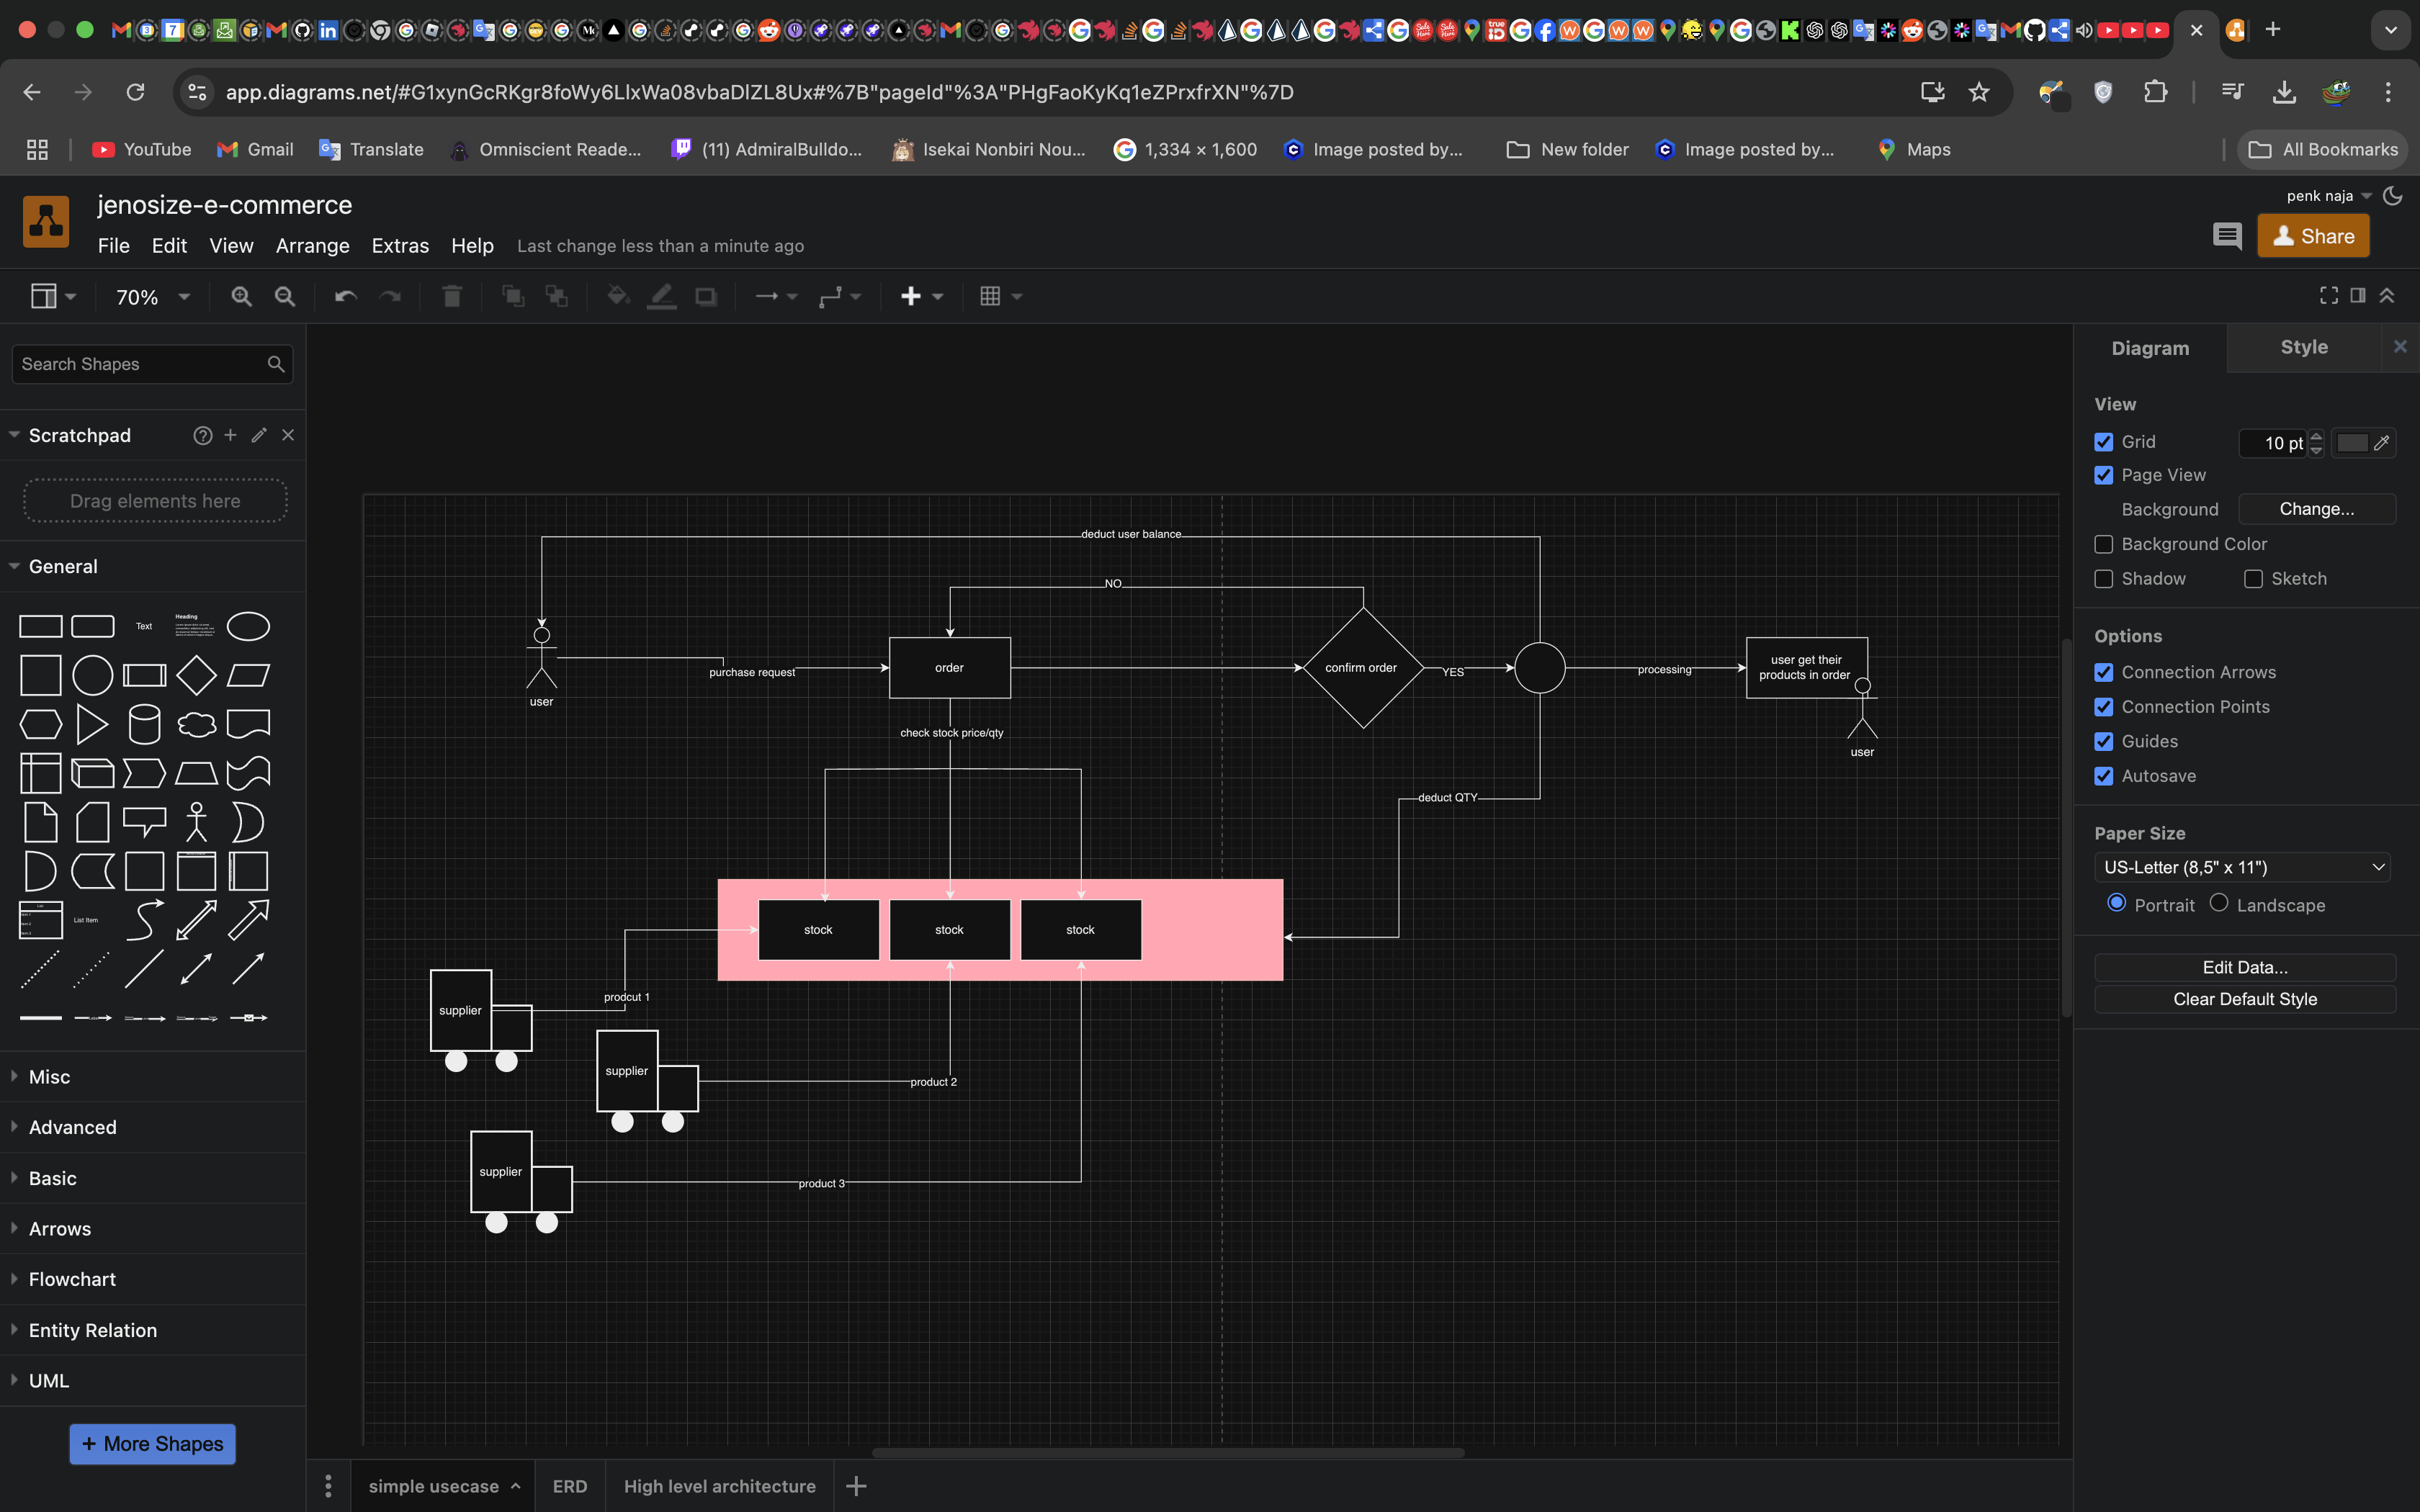 app.diagrams.net/#G1xynGcRKgr8foWy6LlxWa08vbaDlZL8Ux#%7B"pageId"%3A"PHgFaoKyKq1eZPrxfrXN"%7D
YouTube Gmail Translate Omniscient Reade... (11) AdmiralBulldo... Isekai Nonbiri Nou... 1,334 × 1,600 Image posted by... New folder Image posted by... Maps All Bookmarks
jenosize-e-commerce
penk naja
File Edit View Arrange Extras Help Last change less than a minute ago
Share
70%
Search Shapes
Scratchpad
Drag elements here
General
Text
Heading
List
List Item
Misc
Advanced
Basic
Arrows
Flowchart
Entity Relation
UML
+ More Shapes
deduct user balance
NO
user
purchase request
order
confirm order
YES
processing
user get their
products in order
user
check stock price/qty
deduct QTY
stock
stock
stock
prodcut 1
supplier
supplier
product 2
supplier
product 3
simple usecase
ERD
High level architecture
Diagram
Style
View
Grid
10 pt
Page View
Background
Change...
Background Color
Shadow
Sketch
Options
Connection Arrows
Connection Points
Guides
Autosave
Paper Size
US-Letter (8,5" x 11")
Portrait
Landscape
Edit Data...
Clear Default Style